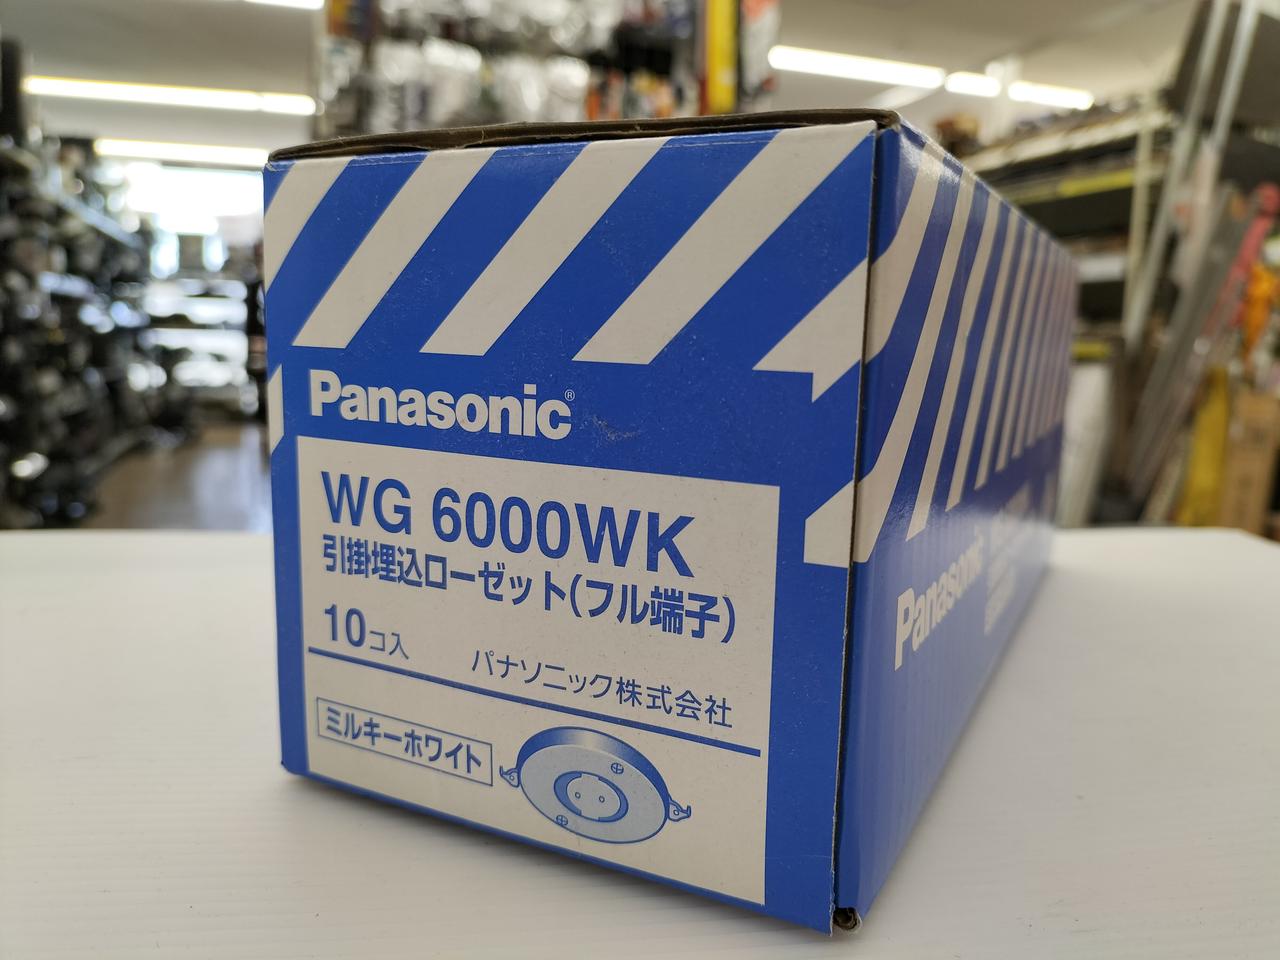 Panasonic®
WG 6000WK
引掛埋込ローゼット(フル端子)
10コ入 パナソニック株式会社
ミルキーホワイト
Panasonic